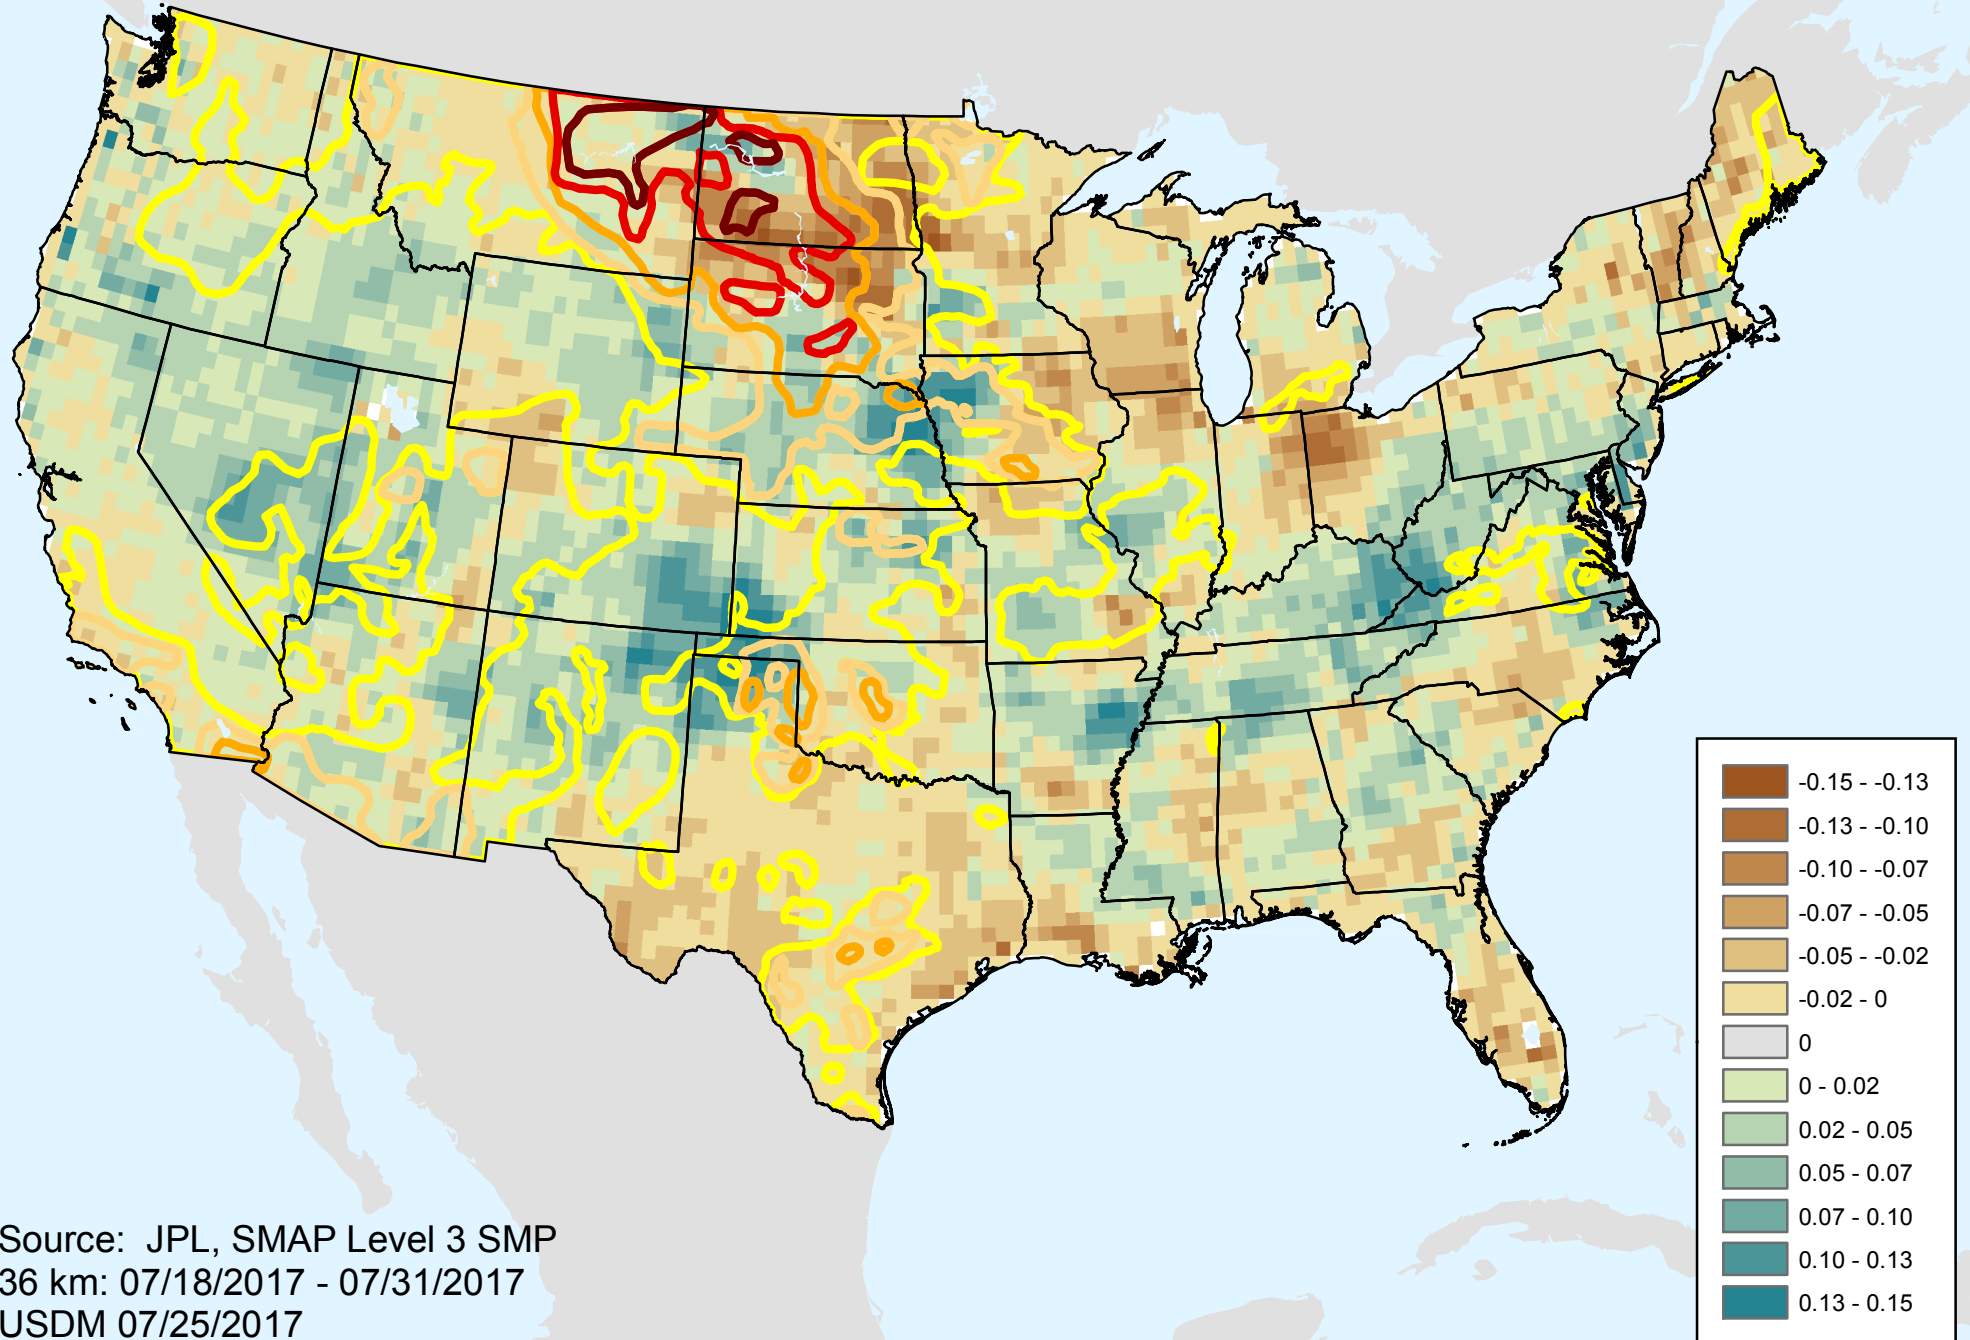 -0.15 - -0.13
-0.13 - -0.10
-0.10 - -0.07
-0.07 - -0.05
-0.05 - -0.02
-0.02 - 0
0
0 - 0.02
0.02 - 0.05
0.05 - 0.07
0.07 - 0.10
0.10 - 0.13
0.13 - 0.15
Source: JPL, SMAP Level 3 SMP
36 km: 07/18/2017 - 07/31/2017
USDM 07/25/2017